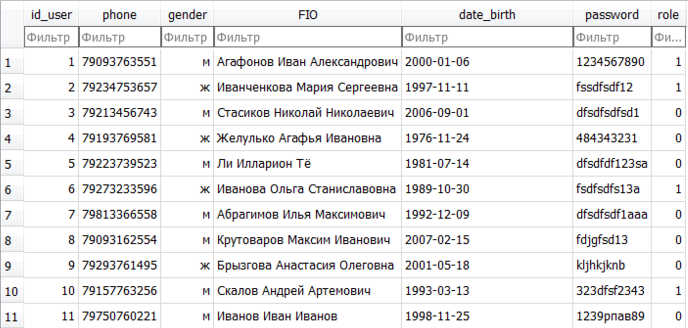 id_user phone gender FIO date_birth password role
Фильтр Фильтр Фильтр Фильтр Фильтр Фильтр Фи...
1 1 79093763551 м Агафонов Иван Александрович 2000-01-06 1234567890 1
2 2 79234753657 ж Иванченкова Мария Сергеевна 1997-11-11 fssdfsdf12 1
3 3 79213456743 м Стасиков Николай Николаевич 2006-09-01 dfsdfsdfsd1 0
4 4 79193769581 ж Желулько Агафья Ивановна 1976-11-24 484343231 0
5 5 79223739523 м Ли Илларион Тё 1981-07-14 dfsdfdf123sa 0
6 6 79273233596 ж Иванова Ольга Станиславовна 1989-10-30 fsdfsdfs13a 1
7 7 79813366558 м Абрагимов Илья Максимович 1992-12-09 dfsdfsdf1aaa 0
8 8 79093162554 м Крутоваров Максим Иванович 2007-02-15 fdjgfsd13 0
9 9 79293761495 ж Брызгова Анастасия Олеговна 2001-05-18 kljhkjknb 0
10 10 79157763256 м Скалов Андрей Артемович 1993-03-13 323dfsf2343 1
11 11 79750760221 м Иванов Иван Иванов 1998-11-25 1239рпав89 0